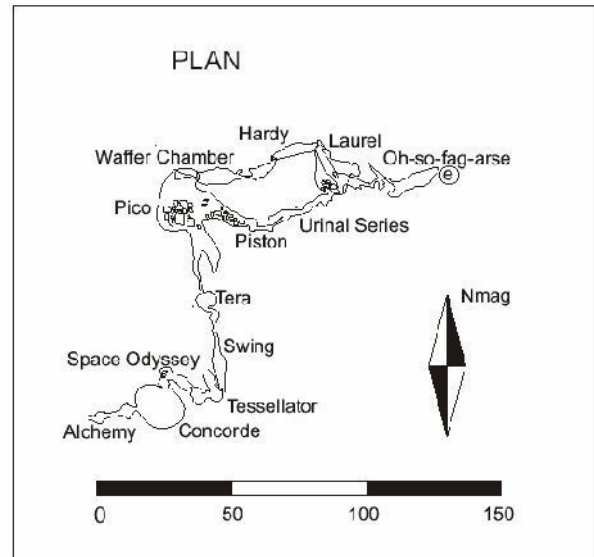 PLAN
Hardy
Laurel
Waffer Chamber
Oh-so-fag-arse
e
Pico
Urinal Series
Piston
Tera
Nmag
Swing
Space Odyssey
Tessellator
Alchemy
Concorde
0 50 100 150